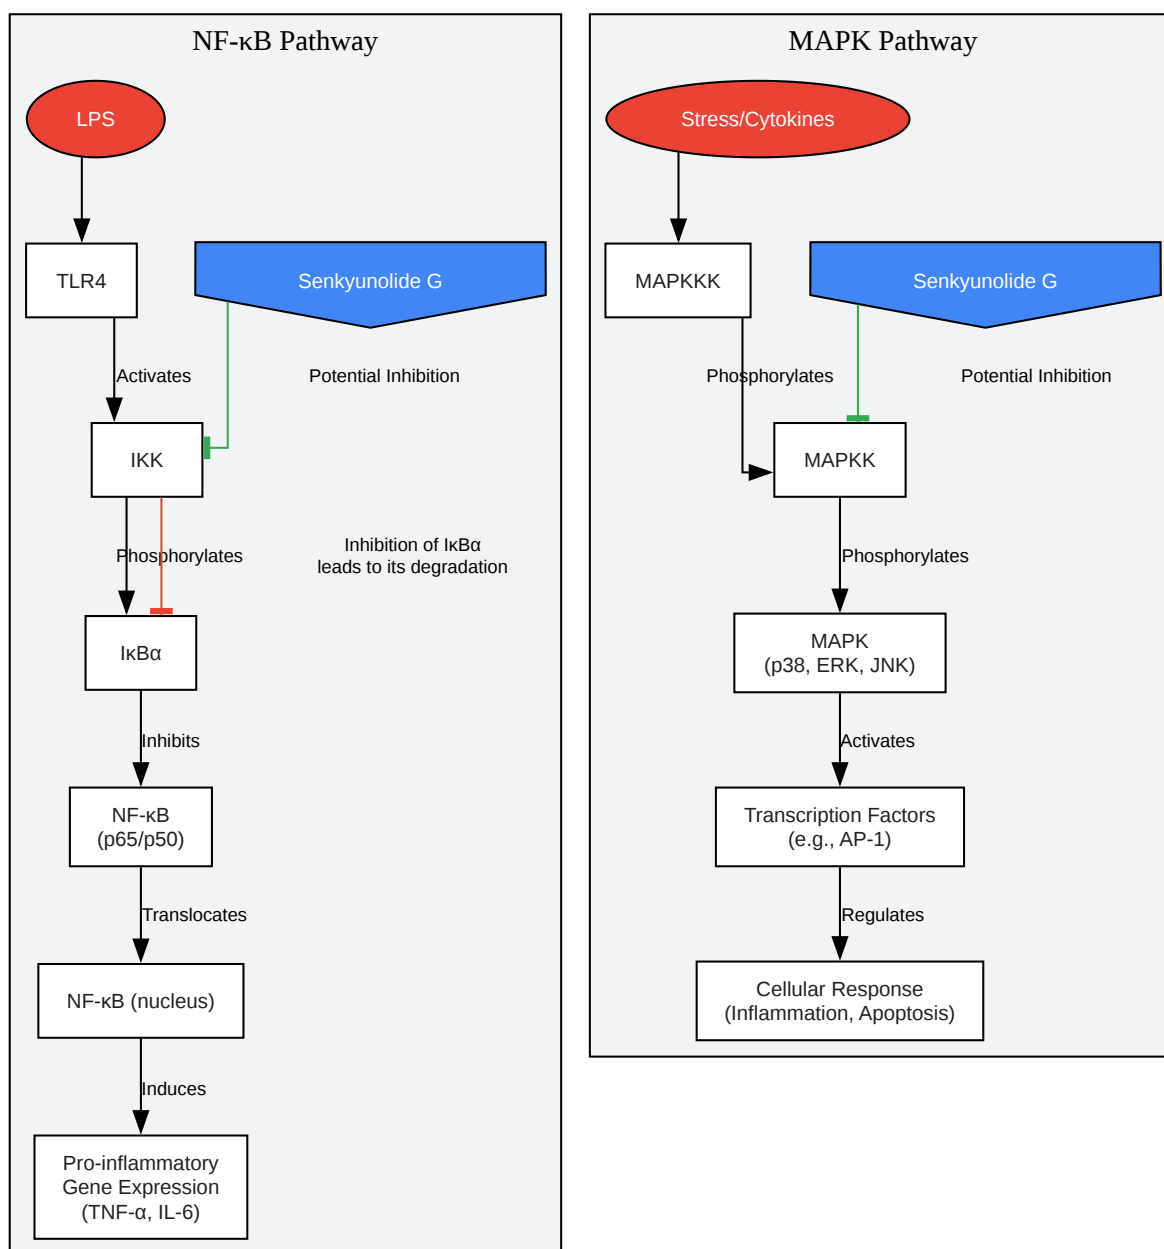 NF-κB Pathway
LPS
TLR4
Senkyunolide G
Activates
Potential Inhibition
IKK
Phosphorylates
Inhibition of IκBα
leads to its degradation
IκBα
Inhibits
NF-κB
(p65/p50)
Translocates
NF-κB (nucleus)
Induces
Pro-inflammatory
Gene Expression
(TNF-α, IL-6)
MAPK Pathway
Stress/Cytokines
MAPKKK
Senkyunolide G
Phosphorylates
Potential Inhibition
MAPKK
Phosphorylates
MAPK
(p38, ERK, JNK)
Activates
Transcription Factors
(e.g., AP-1)
Regulates
Cellular Response
(Inflammation, Apoptosis)